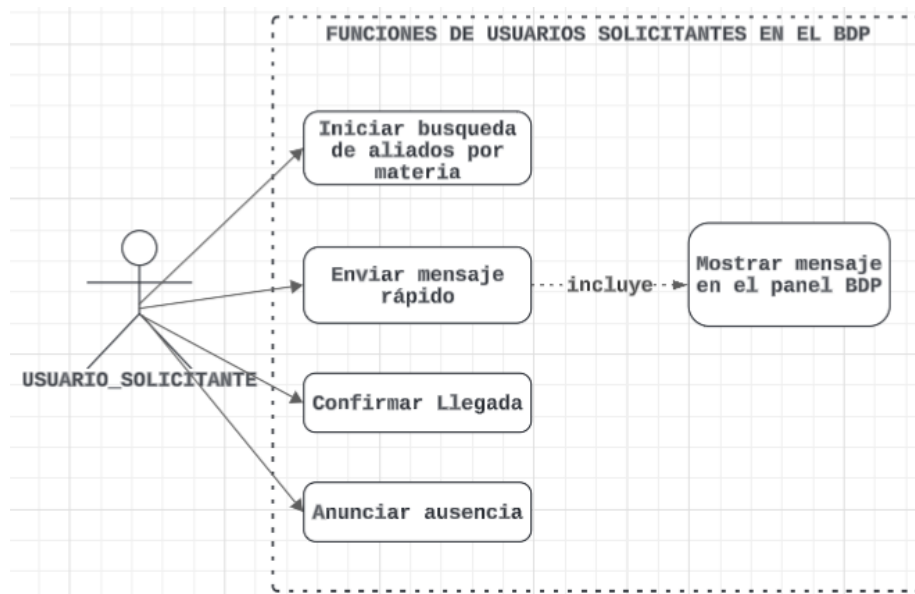 FUNCIONES DE USUARIOS SOLICITANTES EN EL BDP
Iniciar busqueda
de aliados por
materia
Enviar mensaje
rápido
incluye
Mostrar mensaje
en el panel BDP
USUARIO_SOLICITANTE
Confirmar Llegada
Anunciar ausencia